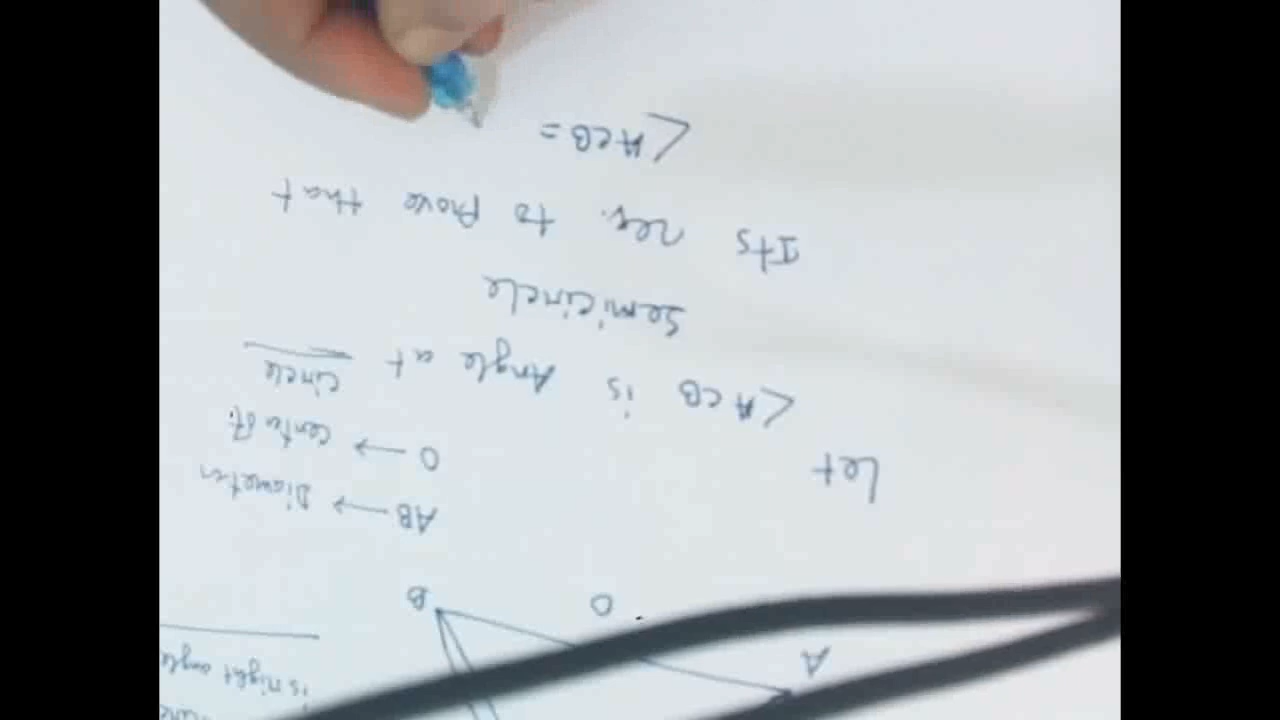 is right angle
A
O
B
AB → Diameter
O → Centre of
Circle
Let
∠ACB is Angle at
Semicircle
Its req. to Prove that
∠ACB =